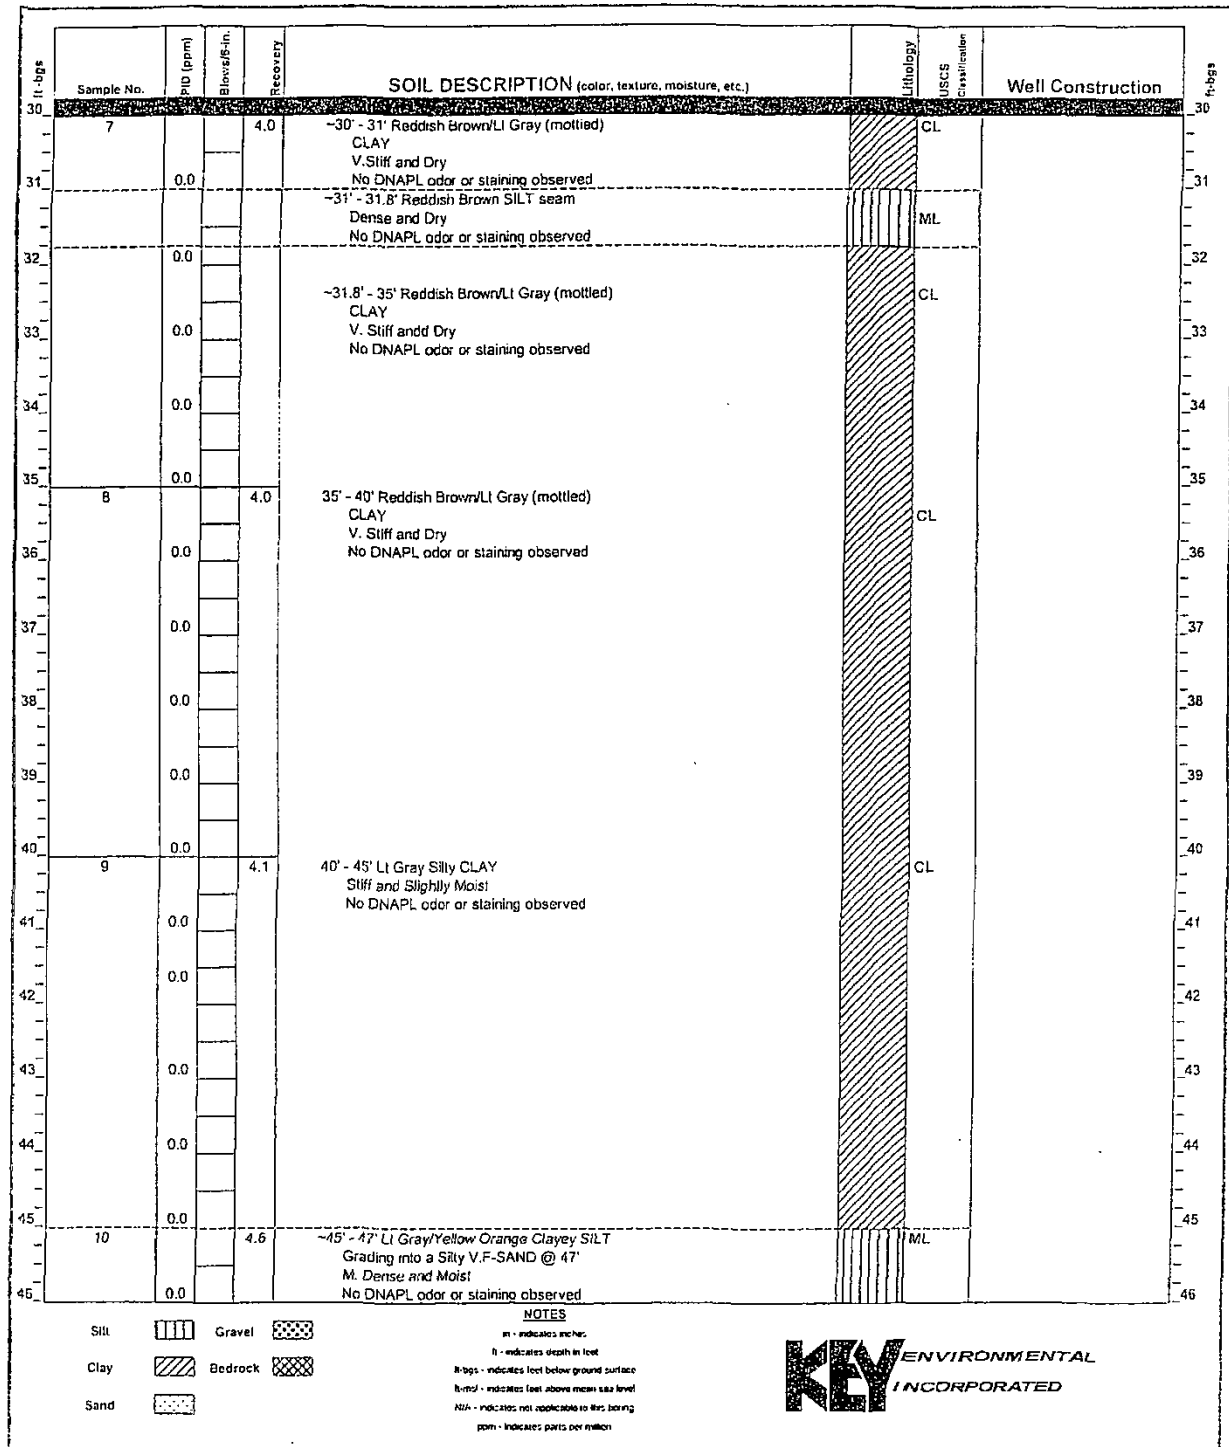 ft-bgs
Sample No.
PID (ppm)
Blows/6-in.
Recovery
SOIL DESCRIPTION (color, texture, moisture, etc.)
Lithology
USCS
Classification
Well Construction
ft-bgs
30
7
4.0
~30' - 31' Reddish Brown/Lt Gray (mottled)
CL
30
CLAY
V.Stiff and Dry
31
0.0
No DNAPL odor or staining observed
31
~31' - 31.8' Reddish Brown SILT seam
Dense and Dry
ML
No DNAPL odor or staining observed
32
0.0
32
~31.8' - 35' Reddish Brown/Lt Gray (mottled)
CL
CLAY
33
0.0
V. Stiff andd Dry
33
No DNAPL odor or staining observed
34
0.0
34
35
0.0
35
8
4.0
35' - 40' Reddish Brown/Lt Gray (mottled)
CLAY
CL
V. Stiff and Dry
36
0.0
No DNAPL odor or staining observed
36
37
0.0
37
38
0.0
38
39
0.0
39
40
0.0
40
9
4.1
40' - 45' Lt Gray Silty CLAY
CL
Stiff and Slightly Moist
No DNAPL odor or staining observed
41
0.0
41
0.0
42
42
43
0.0
43
44
0.0
44
45
0.0
45
10
4.6
~45' - 47' Lt Gray/Yellow Orange Clayey SILT
ML
Grading into a Silty V.F-SAND @ 47'
M. Dense and Moist
46
0.0
No DNAPL odor or staining observed
46
Silt
Gravel
Clay
Bedrock
Sand
NOTES
in - indicates inches
ft - indicates depth in feet
ft-bgs - indicates feet below ground surface
ft-msl - indicates feet above mean sea level
N/A - indicates not applicable to this boring
ppm - indicates parts per million
KEY ENVIRONMENTAL
INCORPORATED